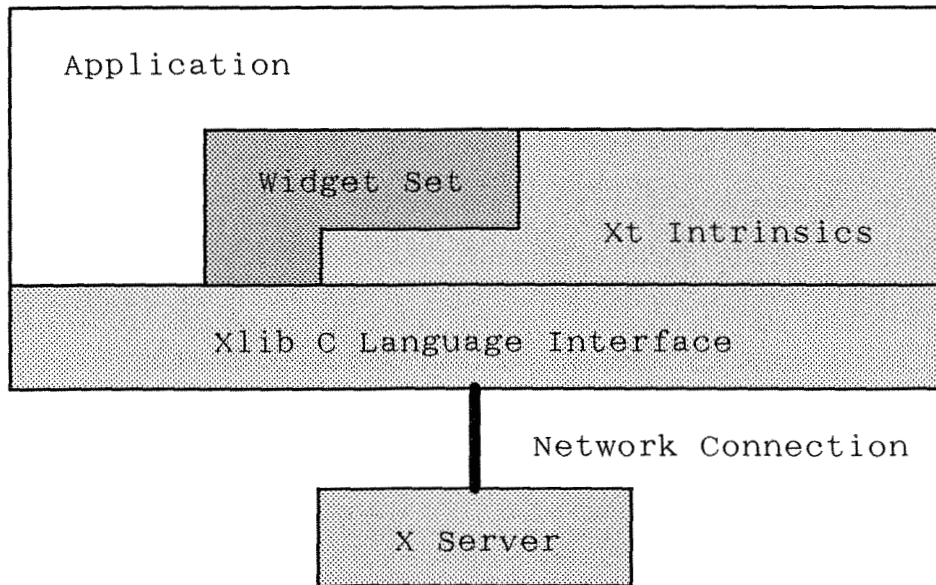 Application
Widget Set
Xt Intrinsics
Xlib C Language Interface
Network Connection
X Server